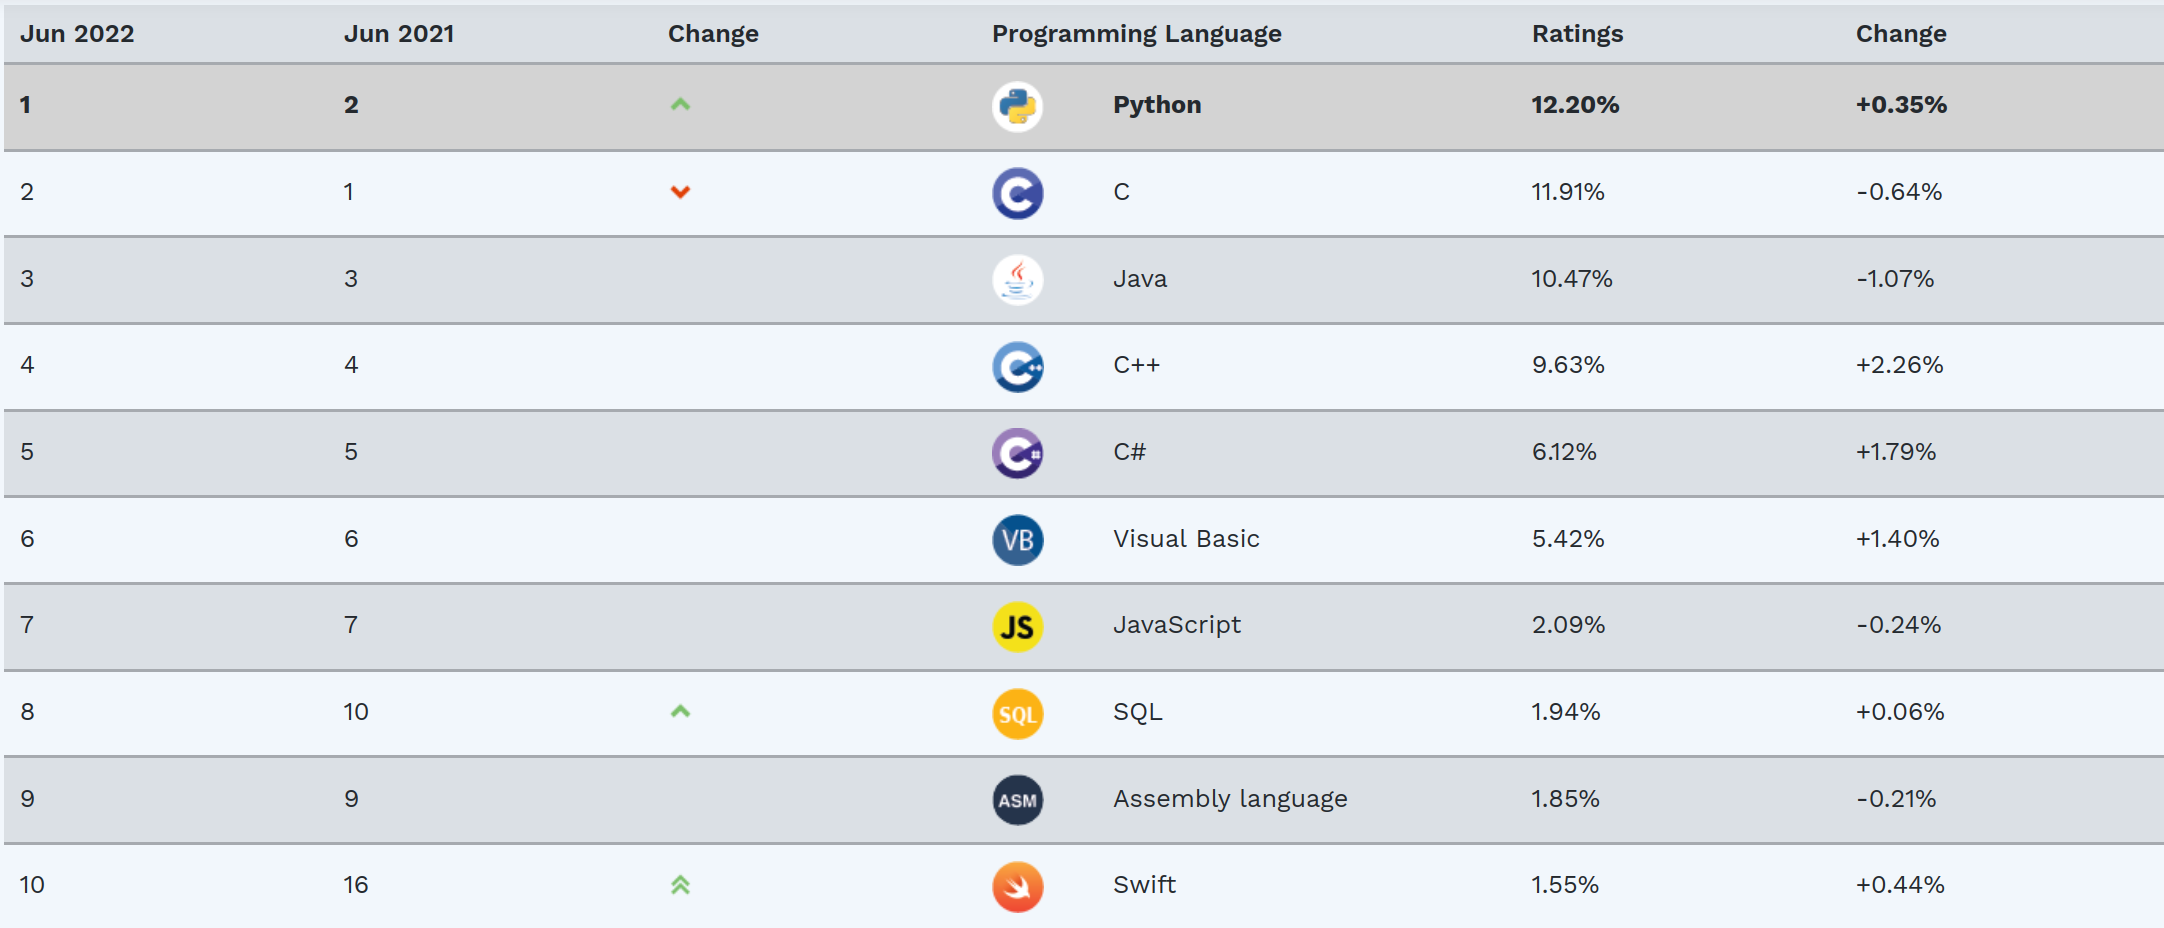 Jun 2022 Jun 2021 Change Programming Language Ratings Change
1 2 Python 12.20% +0.35%
2 1 C C 11.91% -0.64%
3 3 Java 10.47% -1.07%
4 4 C++ C++ 9.63% +2.26%
5 5 C# C# 6.12% +1.79%
6 6 VB Visual Basic 5.42% +1.40%
7 7 JS JavaScript 2.09% -0.24%
8 10 SQL SQL 1.94% +0.06%
9 9 ASM Assembly language 1.85% -0.21%
10 16 Swift 1.55% +0.44%